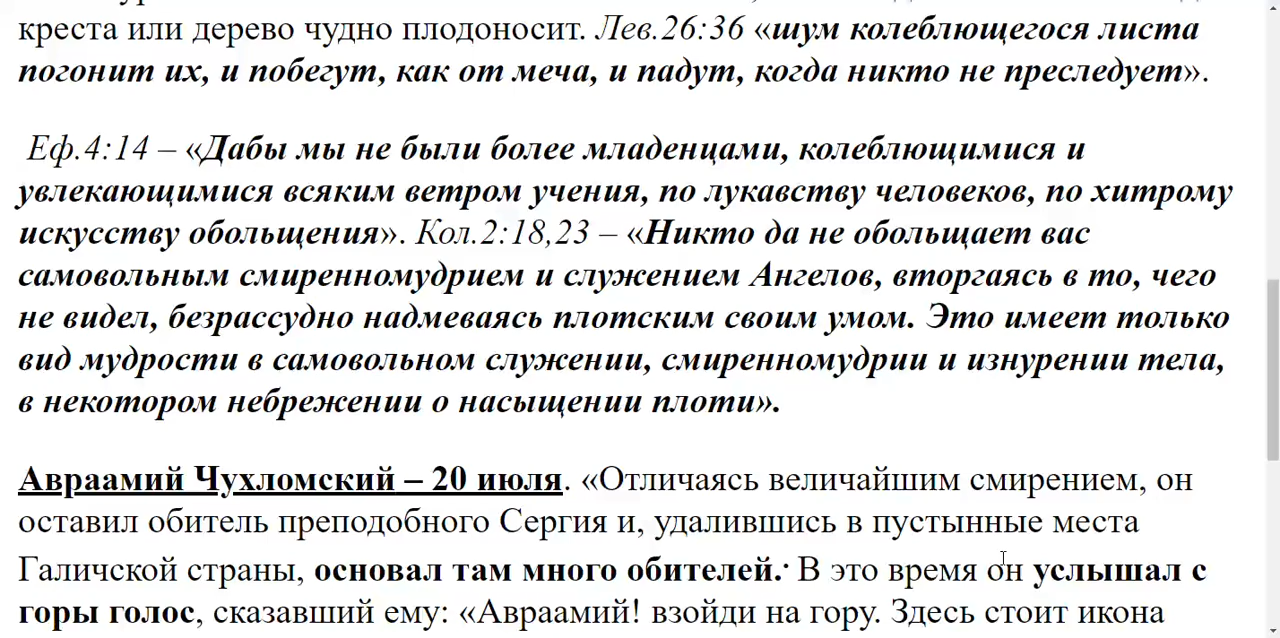 креста или дерево чудно плодоносит. Лев.26:36 «шум колеблющегося листа
погонит их, и побегут, как от меча, и падут, когда никто не преследует».
Еф.4:14 – «Дабы мы не были более младенцами, колеблющимися и
увлекающимися всяким ветром учения, по лукавству человеков, по хитрому
искусству обольщения». Кол.2:18,23 – «Никто да не обольщает вас
самовольным смиренномудрием и служением Ангелов, вторгаясь в то, чего
не видел, безрассудно надмеваясь плотским своим умом. Это имеет только
вид мудрости в самовольном служении, смиренномудрии и изнурении тела,
в некотором небрежении о насыщении плоти».
Авраамий Чухломский – 20 июля. «Отличаясь величайшим смирением, он
оставил обитель преподобного Сергия и, удалившись в пустынные места
Галичской страны, основал там много обителей. В это время он услышал с
горы голос, сказавший ему: «Авраамий! взойди на гору. Здесь стоит икона